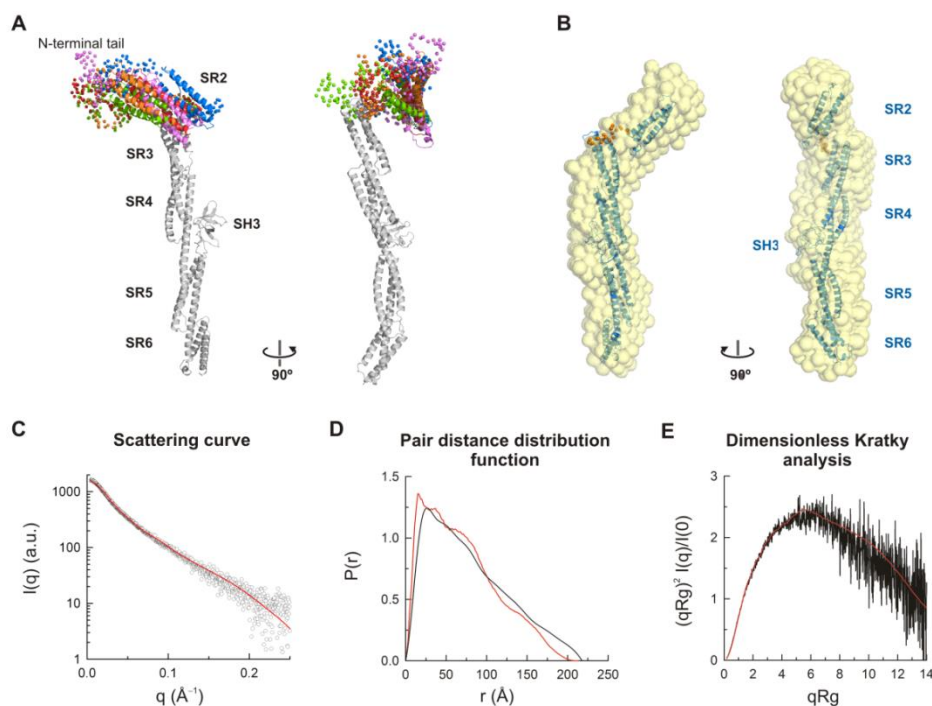 A
N-terminal tail
SR2
SR3
SR4
SH3
SR5
SR6
90º
B
SR2
SR3
SR4
SH3
SR5
SR6
90º
C
Scattering curve
I(q) (a.u.)
1000
100
10
1
0.0
0.1
0.2
q (Å⁻¹)
D
Pair distance distribution
function
P(r)
1.5
1.0
0.5
0.0
0
50
100
150
200
250
r (Å)
E
Dimensionless Kratky
analysis
(qRg)² I(q)/I(0)
3
2
1
0
0
2
4
6
8
10
12
14
qRg